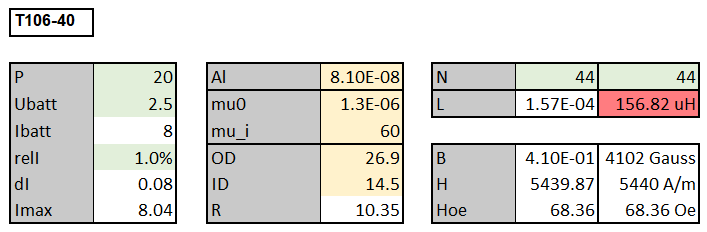 T106-40
P 20 Al 8.10E-08 N 44 44
Ubatt 2.5 mu0 1.3E-06 L 1.57E-04 156.82 uH
Ibatt 8 mu_i 60
relI 1.0% OD 26.9 B 4.10E-01 4102 Gauss
dI 0.08 ID 14.5 H 5439.87 5440 A/m
Imax 8.04 R 10.35 Hoe 68.36 68.36 Oe